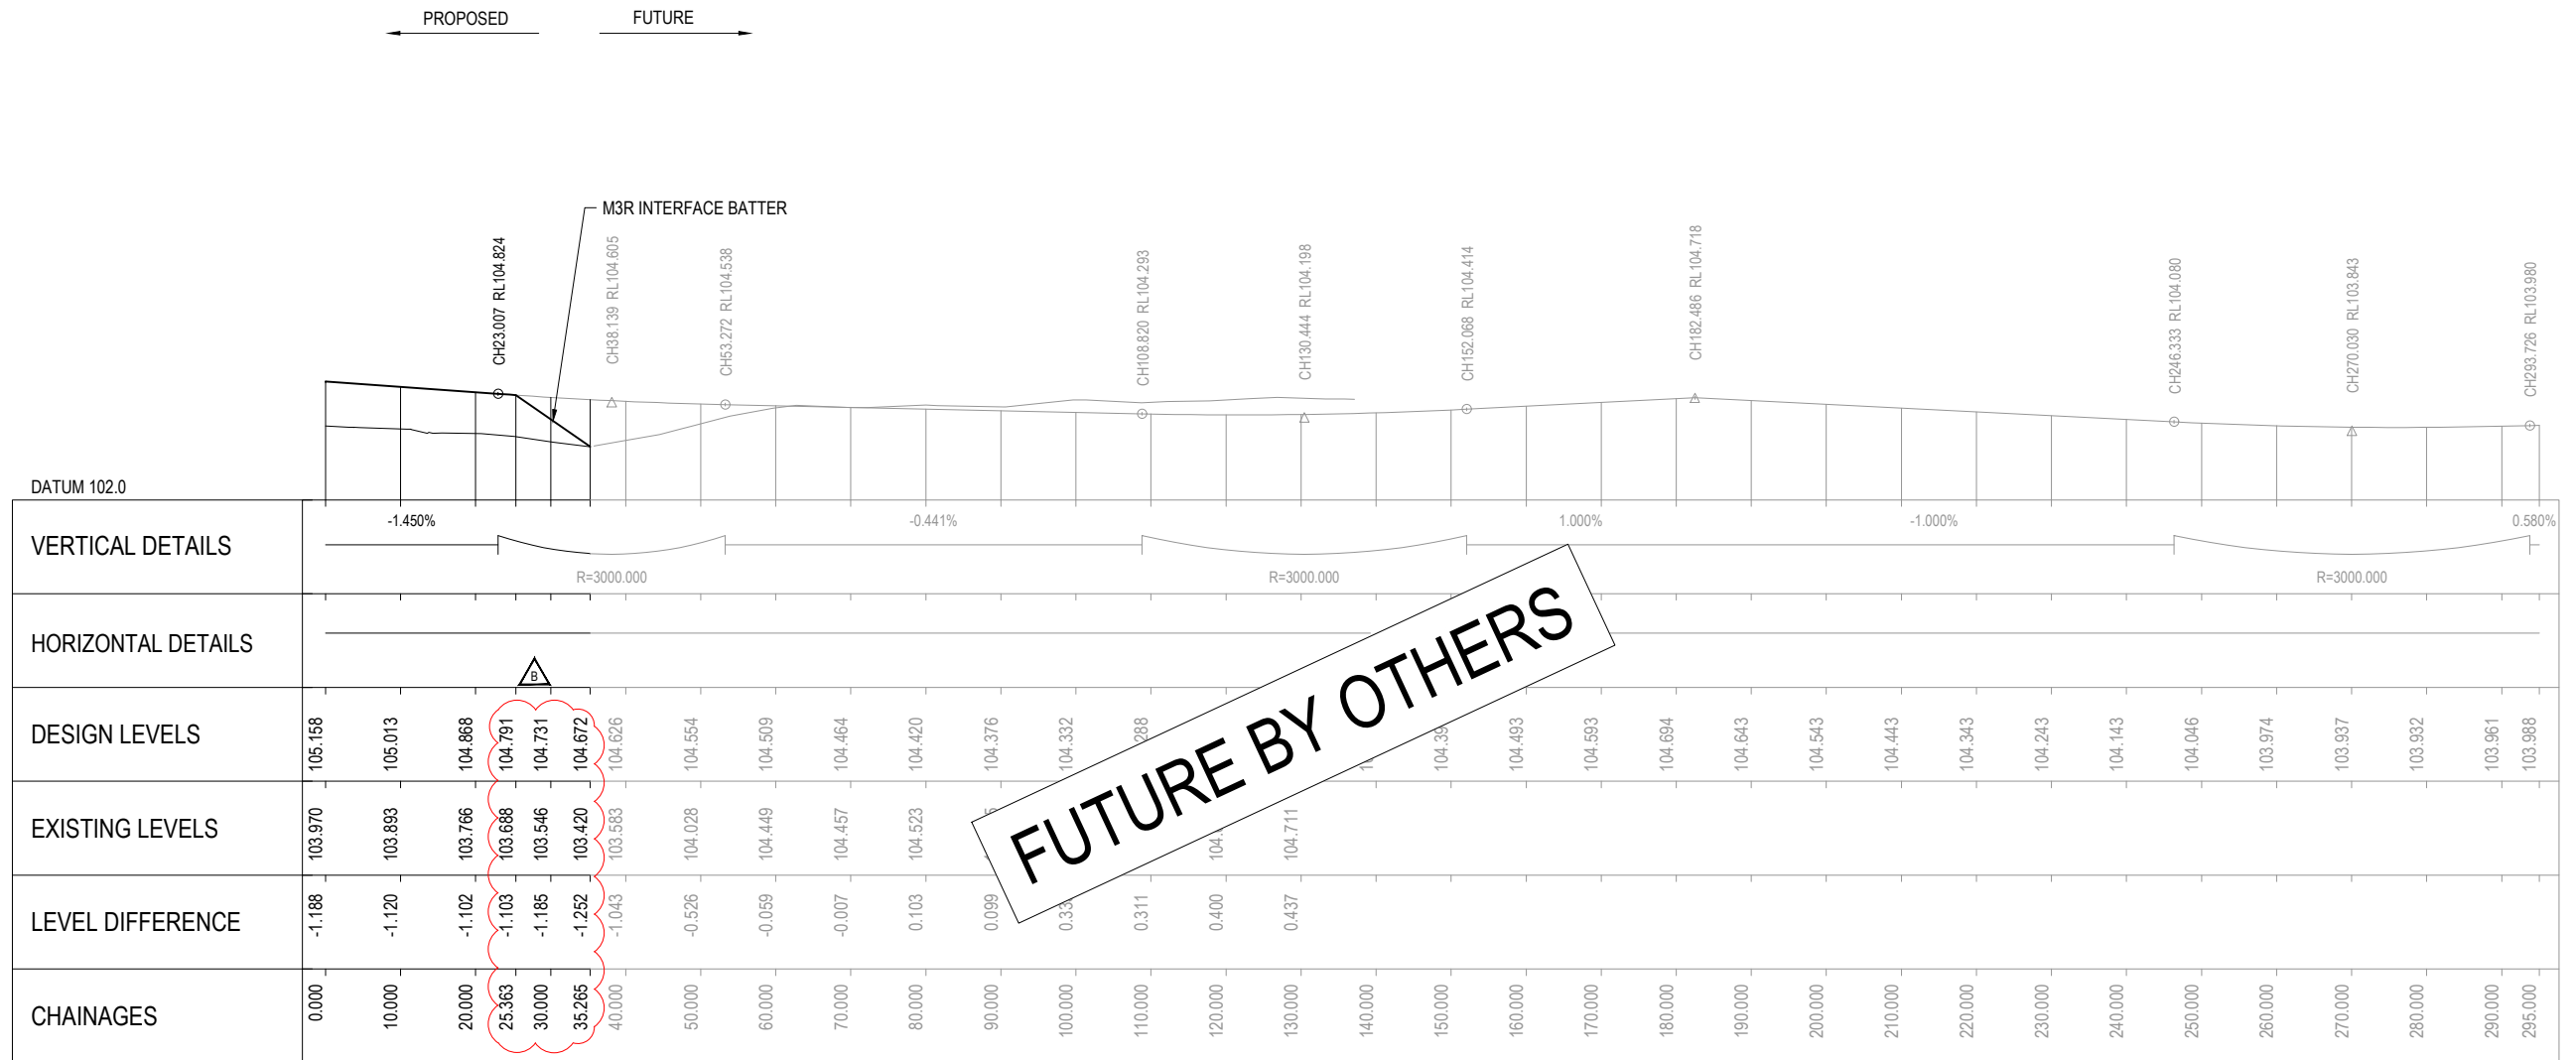 PROPOSED FUTURE
M3R INTERFACE BATTER
CH23.007 RL104.824
CH38.139 RL104.605
CH53.272 RL104.538
CH108.820 RL104.293
CH130.444 RL104.198
CH152.068 RL104.414
CH182.486 RL104.718
CH246.333 RL104.080
CH270.030 RL103.843
CH293.726 RL103.980
DATUM 102.0
VERTICAL DETAILS
-1.450% -0.441% 1.000% -1.000% 0.580%
R=3000.000 R=3000.000 R=3000.000
HORIZONTAL DETAILS
B
FUTURE BY OTHERS
DESIGN LEVELS
105.158 105.013 104.868 104.791 104.731 104.672 104.626 104.554 104.509 104.464 104.420 104.376 104.332 104.493 104.593 104.694 104.643 104.543 104.443 104.343 104.243 104.143 104.046 103.974 103.937 103.932 103.961 103.988
EXISTING LEVELS
103.970 103.893 103.766 103.688 103.546 103.420 103.583 104.028 104.449 104.457 104.523 104.711
LEVEL DIFFERENCE
-1.188 -1.120 -1.102 -1.103 -1.185 -1.252 -1.043 -0.526 -0.059 -0.007 0.103 0.099 0.311 0.400 0.437
CHAINAGES
0.000 10.000 20.000 25.363 30.000 35.265 40.000 50.000 60.000 70.000 80.000 90.000 100.000 110.000 120.000 130.000 140.000 150.000 160.000 170.000 180.000 190.000 200.000 210.000 220.000 230.000 240.000 250.000 260.000 270.000 280.000 290.000 295.000